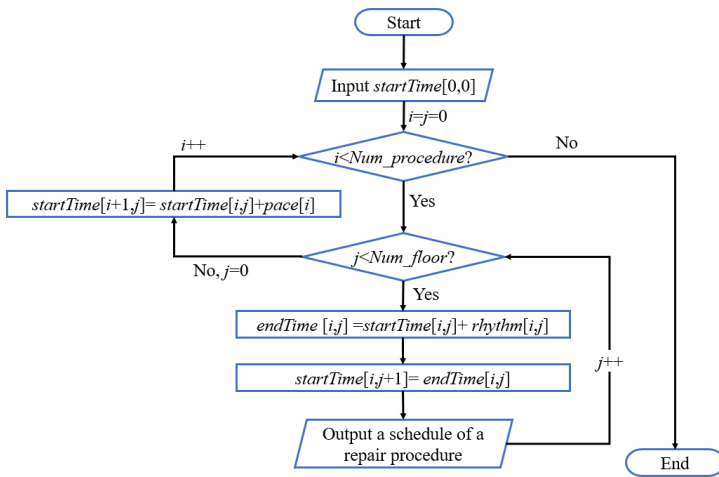 Start
Input startTime[0,0]
i=j=0
i++
i<Num_procedure?
No
startTime[i+1,j]= startTime[i,j]+pace[i]
Yes
j<Num_floor?
No, j=0
Yes
endTime [i,j] =startTime[i,j]+ rhythm[i,j]
j++
startTime[i,j+1]= endTime[i,j]
Output a schedule of a
repair procedure
End